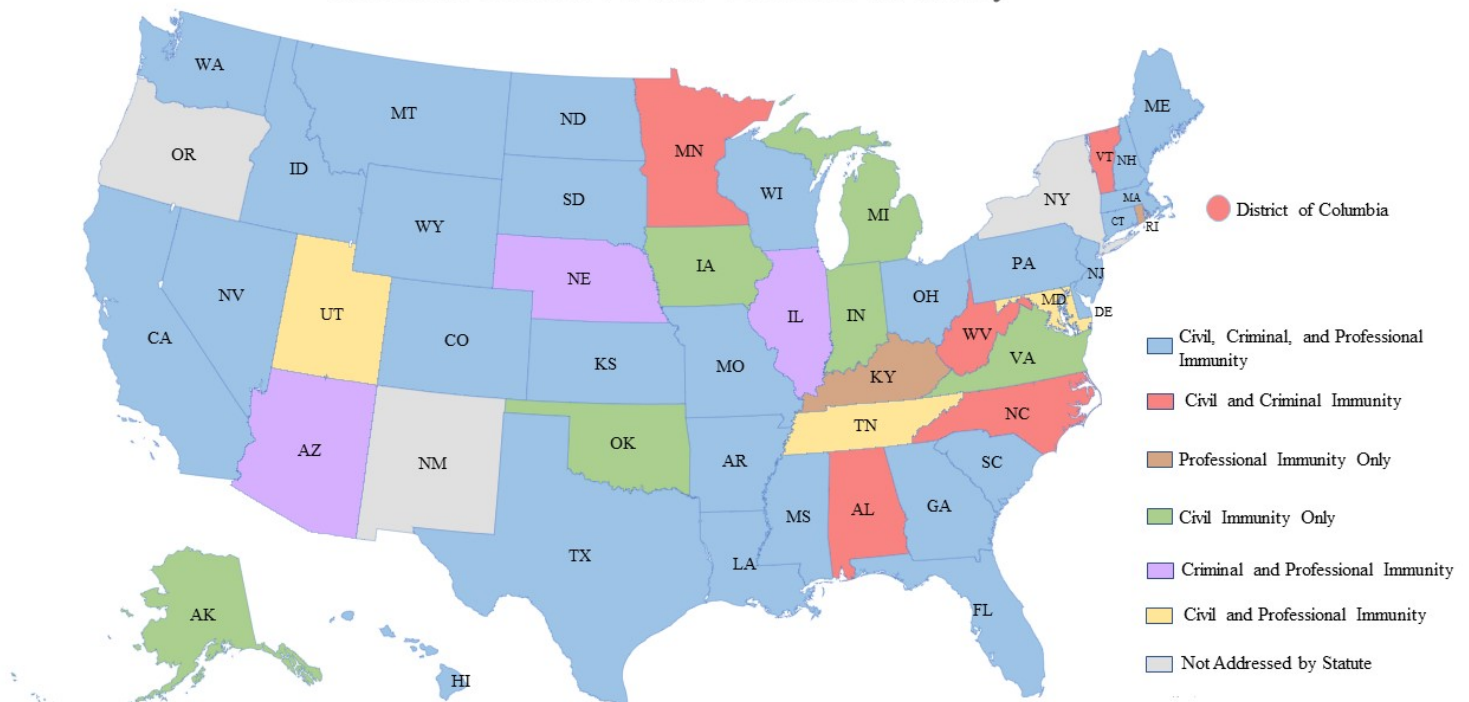 WA
MT
ND
MN
ME
OR
ID
SD
WI
VT
NH
WY
MI
NY
MA
CT
RI
District of Columbia
IA
NE
PA
NV
UT
IL
IN
OH
NJ
MD
DE
CA
CO
WV
VA
KS
MO
KY
Civil, Criminal, and Professional
Immunity
NC
Civil and Criminal Immunity
TN
AZ
NM
OK
AR
SC
Professional Immunity Only
MS
AL
GA
Civil Immunity Only
TX
LA
Criminal and Professional Immunity
AK
FL
Civil and Professional Immunity
HI
Not Addressed by Statute